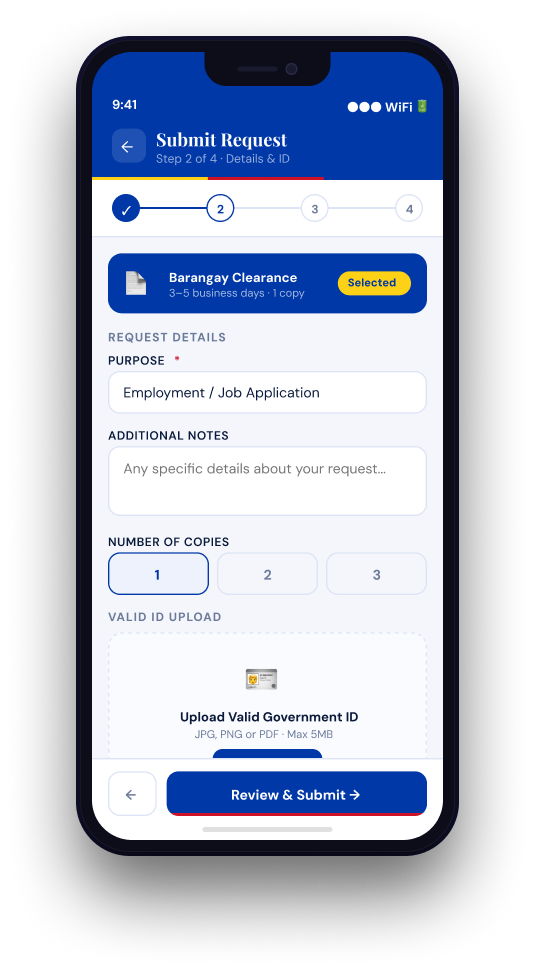 9:41
●●● WiFi
Submit Request
Step 2 of 4 · Details & ID
✓ 2 3 4
Barangay Clearance
3–5 business days · 1 copy
Selected
REQUEST DETAILS
PURPOSE *
Employment / Job Application
ADDITIONAL NOTES
Any specific details about your request...
NUMBER OF COPIES
1 2 3
VALID ID UPLOAD
Upload Valid Government ID
JPG, PNG or PDF · Max 5MB
←
Review & Submit →